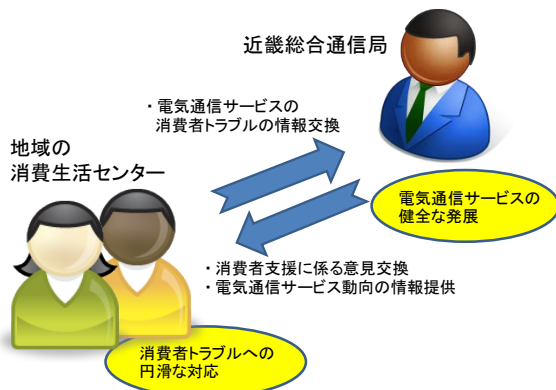 近畿総合通信局
・電気通信サービスの
消費者トラブルの情報交換
地域の
消費生活センター
電気通信サービスの
健全な発展
・消費者支援に係る意見交換
・電気通信サービス動向の情報提供
消費者トラブルへの
円滑な対応